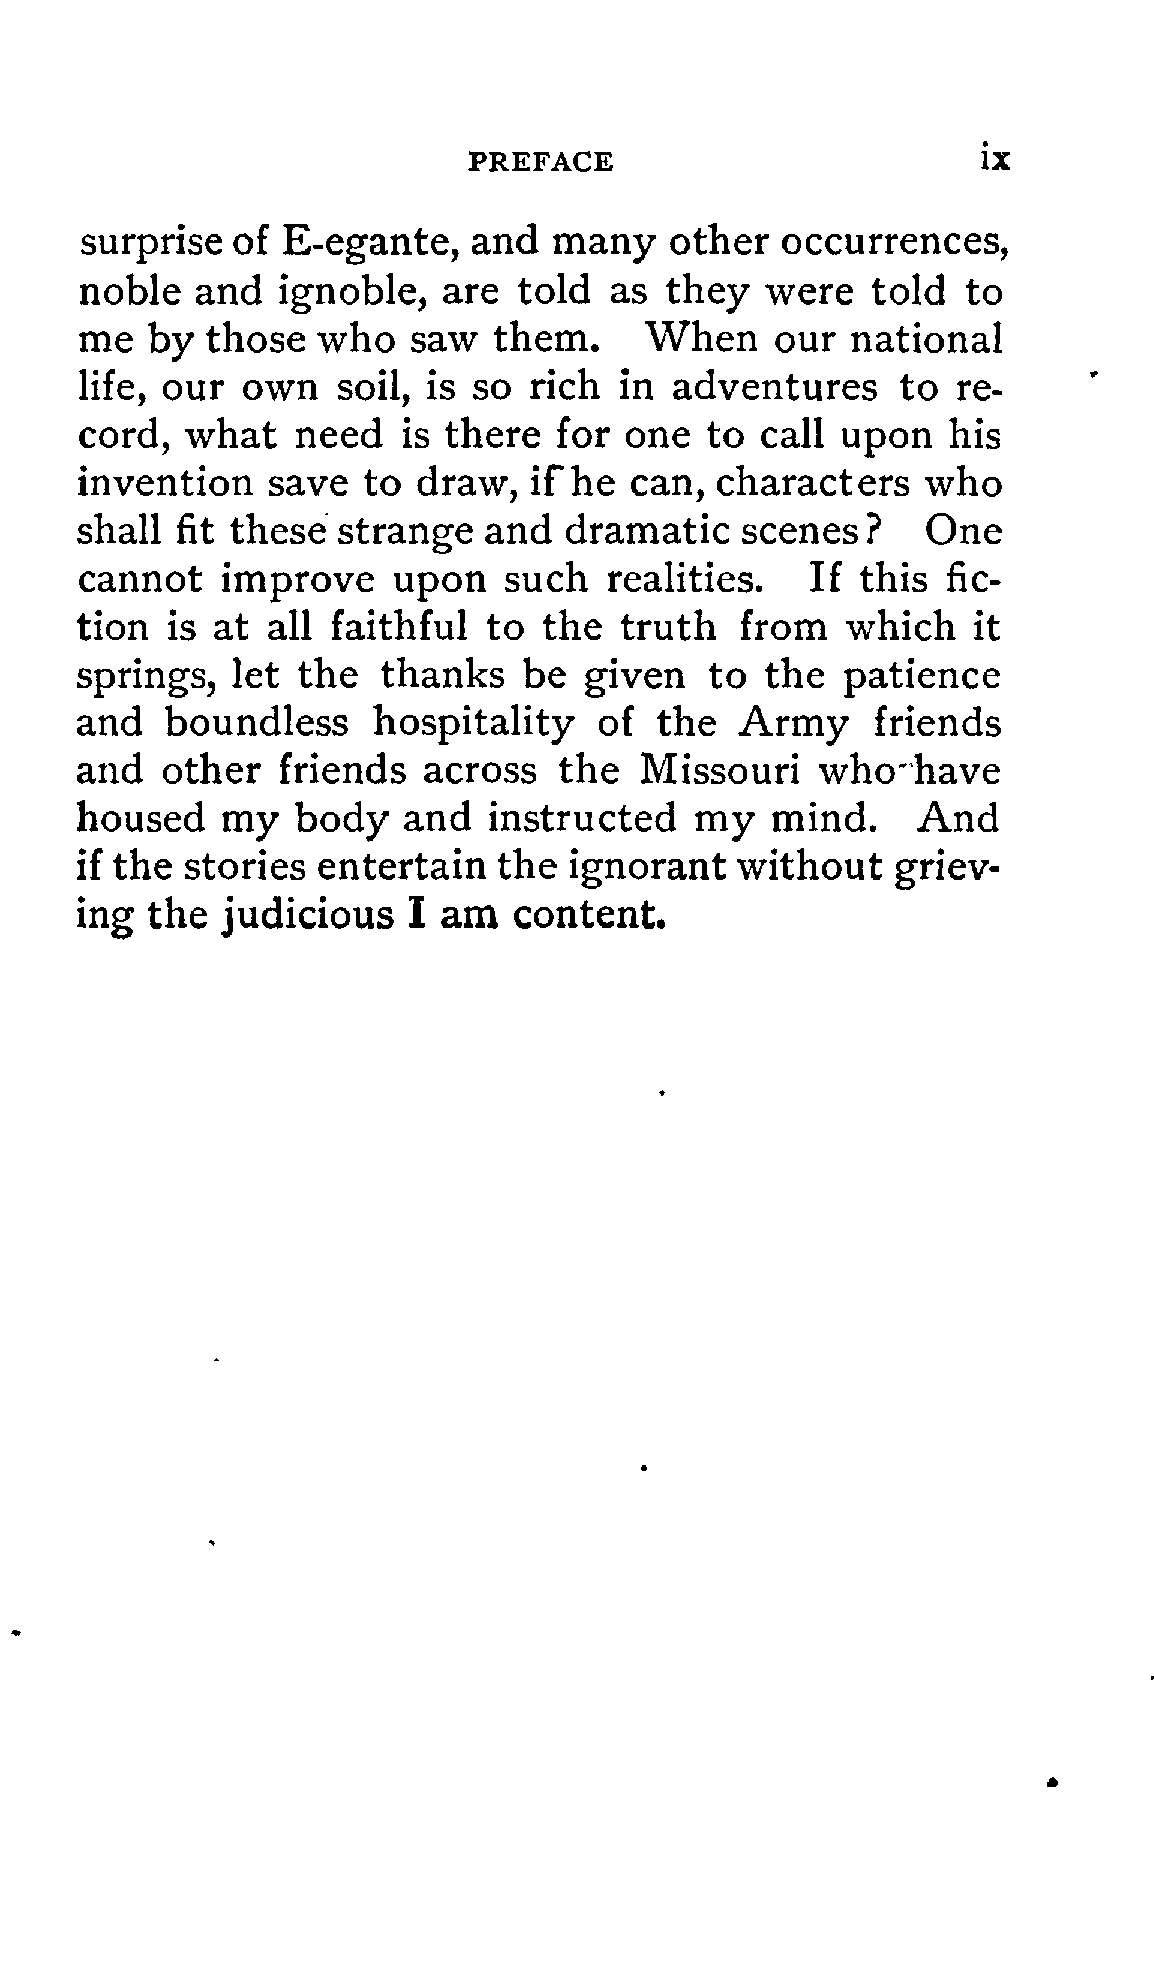 PREFACE ix
surprise of E-egante, and many other occurrences,
noble and ignoble, are told as they were told to
me by those who saw them. When our national
life, our own soil, is so rich in adventures to re-
cord, what need is there for one to call upon his
invention save to draw, if he can, characters who
shall fit these strange and dramatic scenes? One
cannot improve upon such realities. If this fic-
tion is at all faithful to the truth from which it
springs, let the thanks be given to the patience
and boundless hospitality of the Army friends
and other friends across the Missouri who have
housed my body and instructed my mind. And
if the stories entertain the ignorant without griev-
ing the judicious I am content.